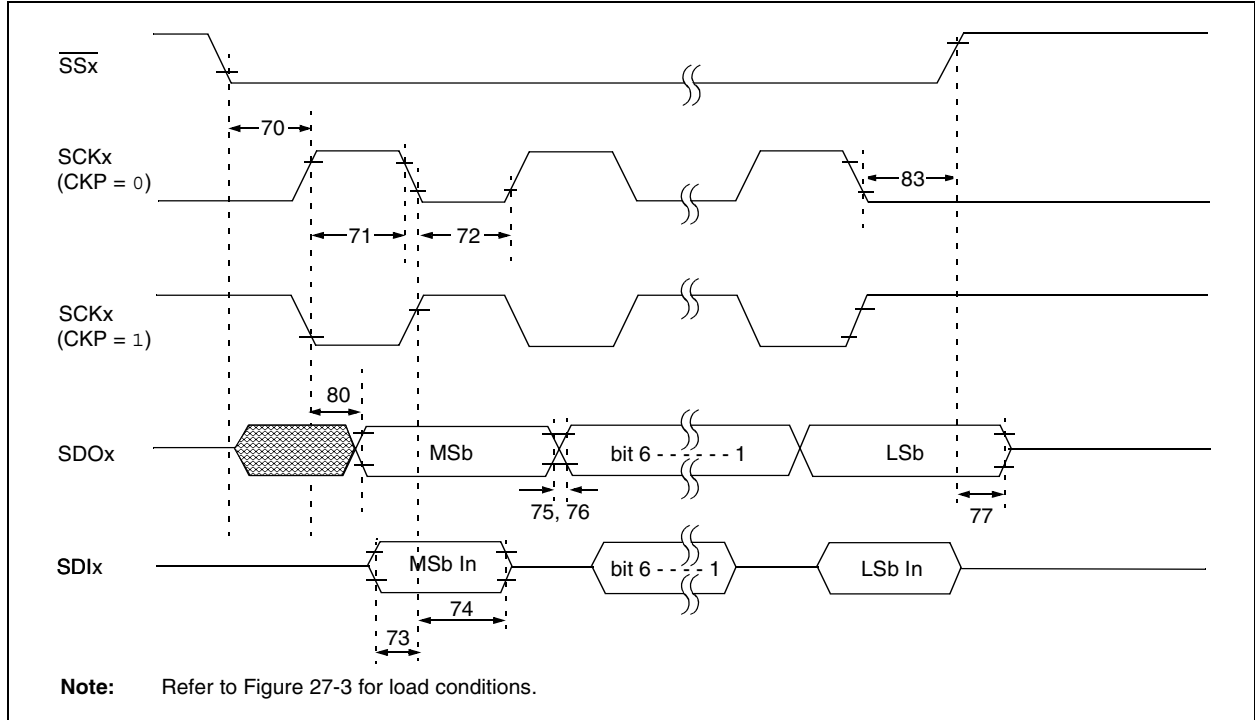 SSx
70
SCKx
(CKP = 0)
83
71
72
SCKx
(CKP = 1)
80
SDOx
MSb
bit 6 - - - - - - 1
LSb
75, 76
77
SDIx
MSb In
bit 6 - - - - 1
LSb In
74
73
Note: Refer to Figure 27-3 for load conditions.